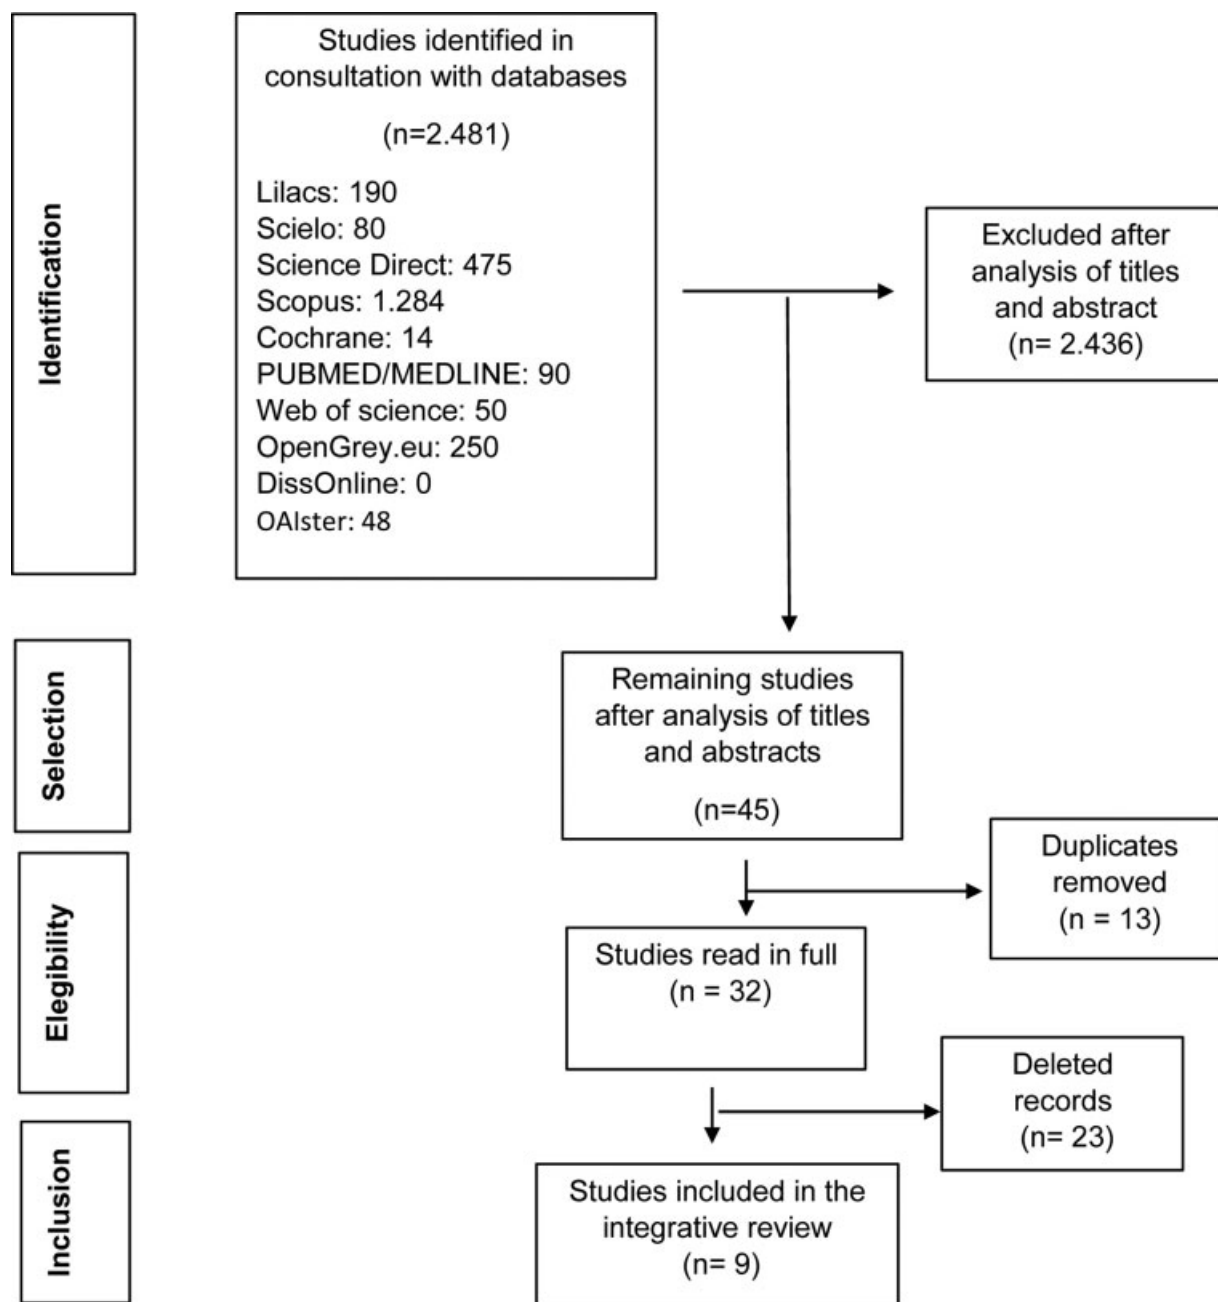 Identification
Studies identified in
consultation with databases
(n=2.481)
Lilacs: 190
Scielo: 80
Science Direct: 475
Scopus: 1.284
Cochrane: 14
PUBMED/MEDLINE: 90
Web of science: 50
OpenGrey.eu: 250
DissOnline: 0
OAIster: 48
Excluded after
analysis of titles
and abstract
(n= 2.436)
Selection
Remaining studies
after analysis of titles
and abstracts
(n=45)
Duplicates
removed
(n = 13)
Elegibility
Studies read in full
(n = 32)
Deleted
records
(n= 23)
Inclusion
Studies included in the
integrative review
(n= 9)